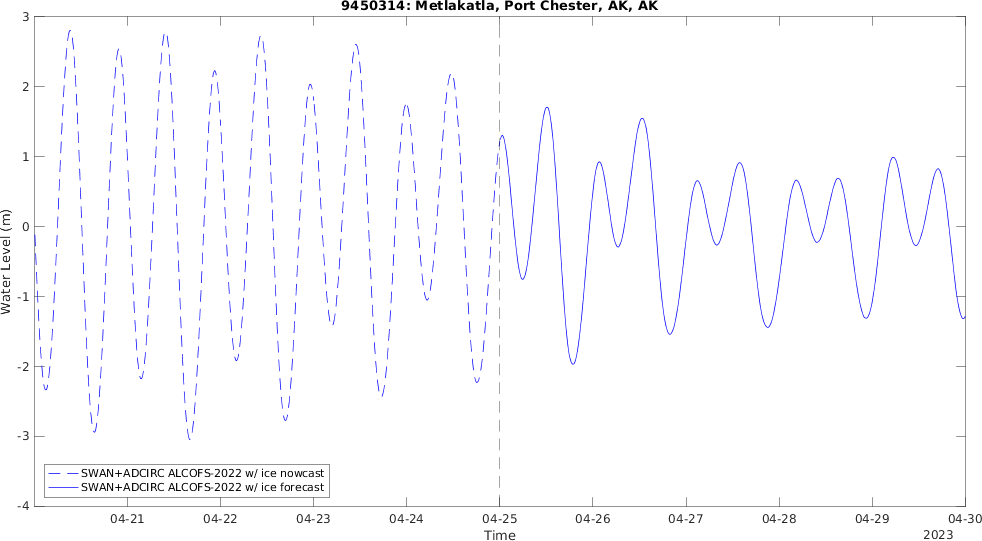 9450314: Metlakatla, Port Chester, AK, AK
3
2
1
0
-1
-2
-3
-4
Water Level (m)
SWAN+ADCIRC ALCOFS-2022 w/ ice nowcast
SWAN+ADCIRC ALCOFS-2022 w/ ice forecast
04-21 04-22 04-23 04-24 04-25 04-26 04-27 04-28 04-29 04-30
Time
2023